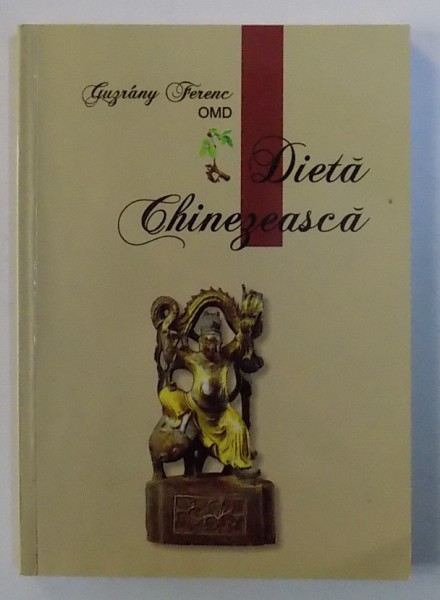 Guzrány Ferenc
OMD
Dietă
Chinezească